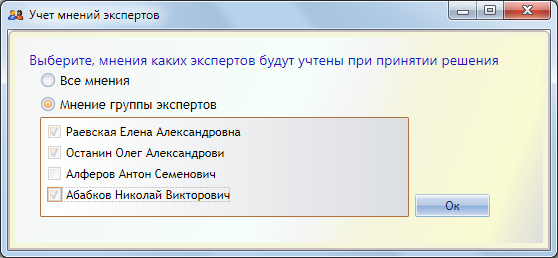 Учет мнений экспертов
Выберите, мнения каких экспертов будут учтены при принятии решения
Все мнения
Мнение группы экспертов
Раевская Елена Александровна
Останин Олег Александрови
Алферов Антон Семенович
Абабков Николай Викторович
Ок